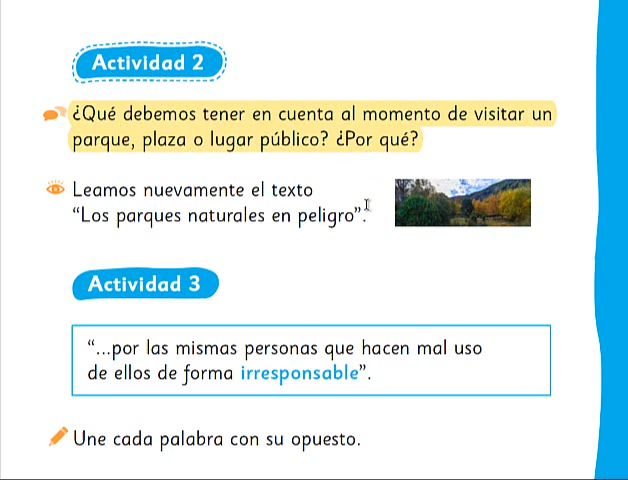 Actividad 2
¿Qué debemos tener en cuenta al momento de visitar un
parque, plaza o lugar público? ¿Por qué?
Leamos nuevamente el texto
“Los parques naturales en peligro”.
Actividad 3
“...por las mismas personas que hacen mal uso
de ellos de forma irresponsable”.
Une cada palabra con su opuesto.